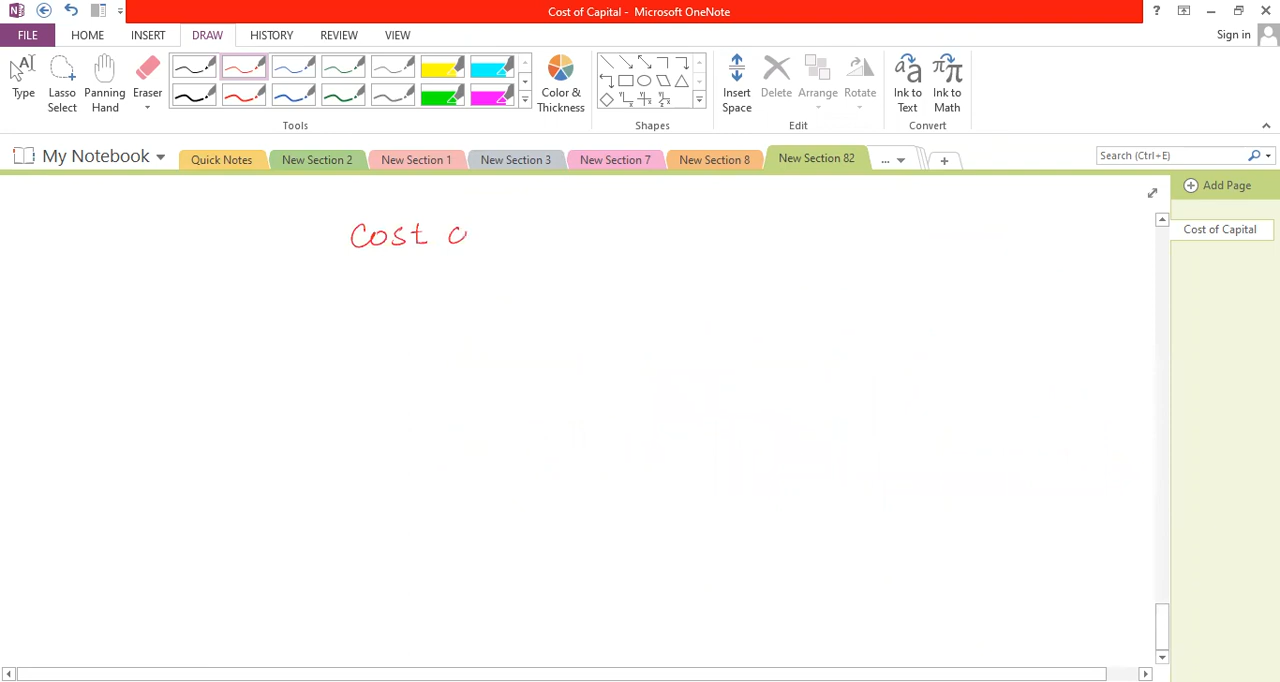 Cost of Capital - Microsoft OneNote
?
Sign in
FILE HOME INSERT DRAW HISTORY REVIEW VIEW
Type
Lasso Select
Panning Hand
Eraser
Color & Thickness
Insert Space
Delete
Arrange
Rotate
Ink to Text
Ink to Math
Tools Shapes Edit Convert
My Notebook Quick Notes New Section 2 New Section 1 New Section 3 New Section 7 New Section 8 New Section 82 ... Search (Ctrl+E)
Add Page
Cost of Capital
Cost o